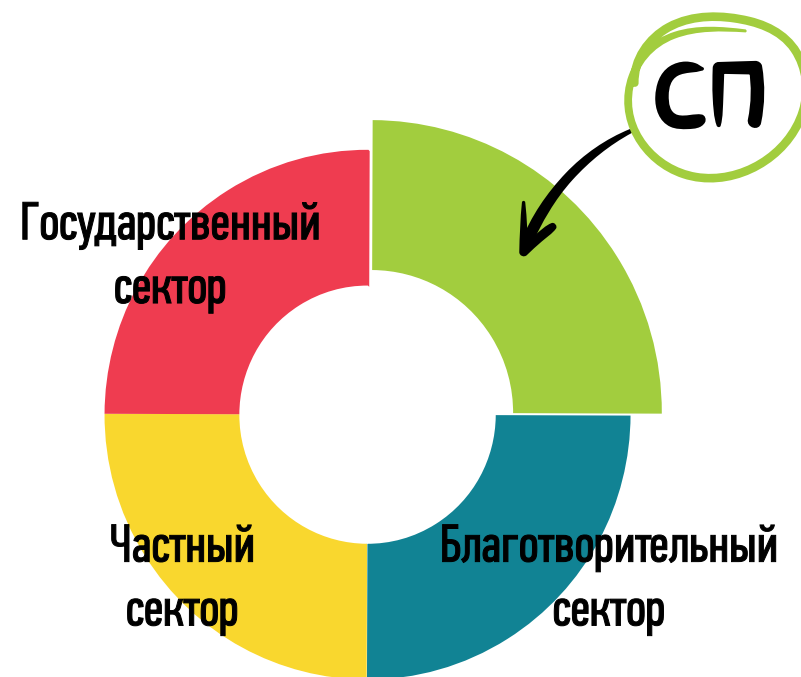 СП
Государственный
сектор
Частный
сектор
Благотворительный
сектор